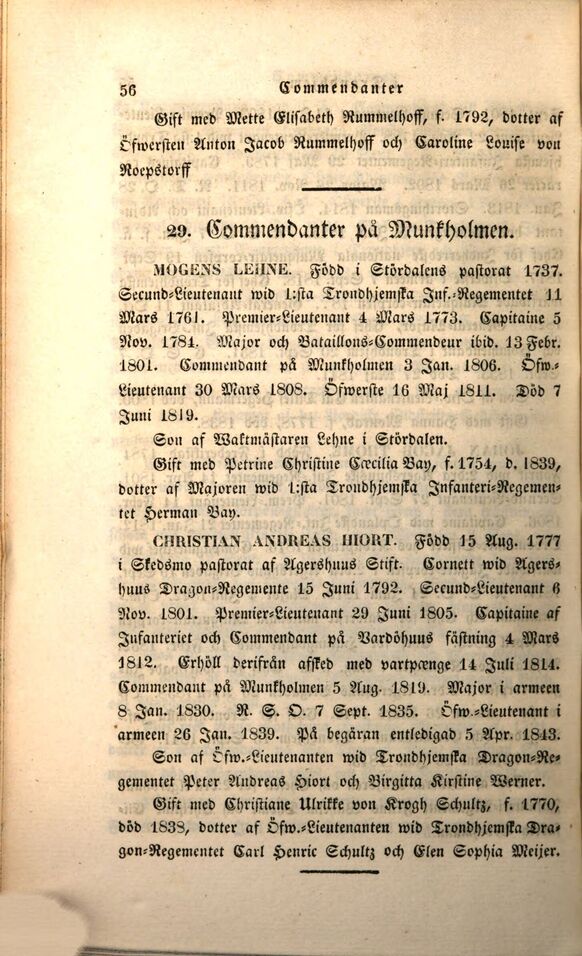 56 Commendanter
Gift med Mette Elisabeth Rummelhoff, f. 1792, dotter af
Öfwersten Anton Jacob Rummelhoff och Caroline Louise von
Roepstorff
29. Commendanter på Munkholmen.
MOGENS LEHNE. Född i Stördalens pastorat 1737.
Secund-Lieutenant wid 1:sta Trondhjemska Inf.-Regementet 11
Mars 1761. Premier-Lieutenant 4 Mars 1773. Capitaine 5
Nov. 1784. Major och Bataillons-Commendeur ibid. 13 Febr.
1801. Commendant på Munkholmen 3 Jan. 1806. Öfw.-
Lieutenant 30 Mars 1808. Öfwerste 16 Maj 1811. Död 7
Juni 1819.
Son af Waktmästaren Lehne i Stördalen.
Gift med Petrine Christine Cæcilia Bay, f. 1754, d. 1839,
dotter af Majoren wid 1:sta Trondhjemska Infanteri-Regemen-
tet Herman Bay.
CHRISTIAN ANDREAS HIORT. Född 15 Aug. 1777
i Skedsmo pastorat af Agershuus Stift. Cornett wid Agers-
huus Dragon-Regemente 15 Juni 1792. Secund-Lieutenant 6
Nov. 1801. Premier-Lieutenant 29 Juni 1805. Capitaine af
Infanteriet och Commendant på Vardöhuus fästning 4 Mars
1812. Erhöll derifrån afsked med vartpænge 14 Juli 1814.
Commendant på Munkholmen 5 Aug. 1819. Major i armeen
8 Jan. 1830. R. S. O. 7 Sept. 1835. Öfw.-Lieutenant i
armeen 26 Jan. 1839. På begäran entledigad 5 Apr. 1843.
Son af Öfw.-Lieutenanten wid Trondhjemska Dragon-Re-
gementet Peter Andreas Hiort och Birgitta Kirstine Werner.
Gift med Christiane Ulrikke von Krogh Schultz, f. 1770,
död 1838, dotter af Öfw.-Lieutenanten wid Trondhjemska Dra-
gon-Regementet Carl Henric Schultz och Elen Sophia Meijer.